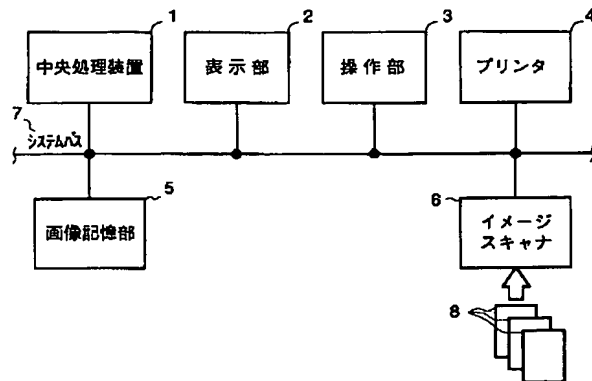 1
中央処理装置
2
表示部
3
操作部
4
プリンタ
7
システムバス
5
画像記憶部
6
イメージ
スキャナ
8